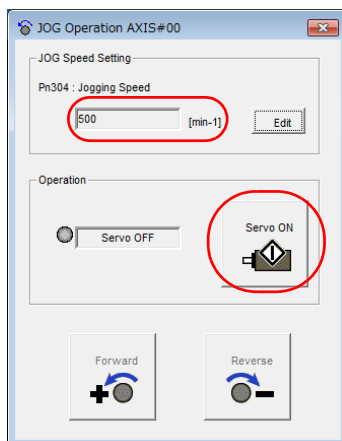 JOG Operation AXIS#00
JOG Speed Setting
Pn304 : Jogging Speed
500 [min-1] Edit
Operation
Servo OFF
Servo ON
Forward Reverse